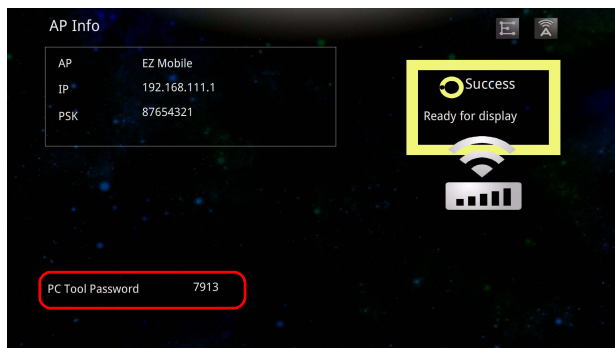 AP Info
AP EZ Mobile
IP 192.168.111.1
PSK 87654321
Success
Ready for display
PC Tool Password 7913